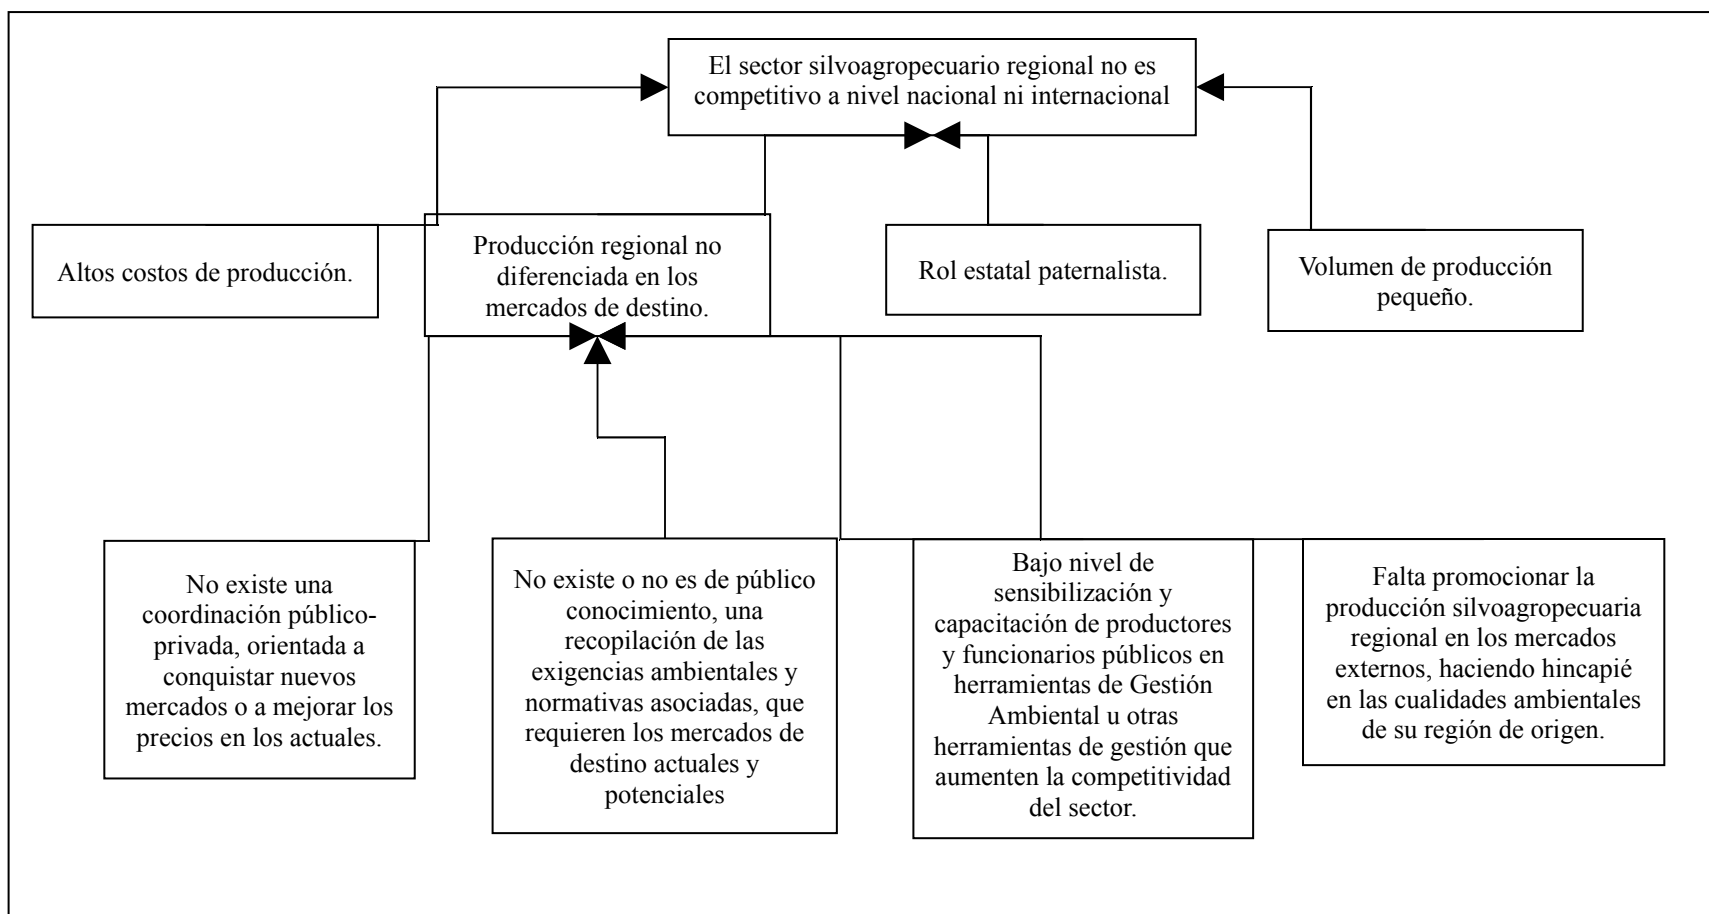 El sector silvoagropecuario regional no es
competitivo a nivel nacional ni internacional
Altos costos de producción.
Producción regional no
diferenciada en los
mercados de destino.
Rol estatal paternalista.
Volumen de producción
pequeño.
No existe una
coordinación público-
privada, orientada a
conquistar nuevos
mercados o a mejorar los
precios en los actuales.
No existe o no es de público
conocimiento, una
recopilación de las
exigencias ambientales y
normativas asociadas, que
requieren los mercados de
destino actuales y
potenciales
Bajo nivel de
sensibilización y
capacitación de productores
y funcionarios públicos en
herramientas de Gestión
Ambiental u otras
herramientas de gestión que
aumenten la competitividad
del sector.
Falta promocionar la
producción silvoagropecuaria
regional en los mercados
externos, haciendo hincapié
en las cualidades ambientales
de su región de origen.